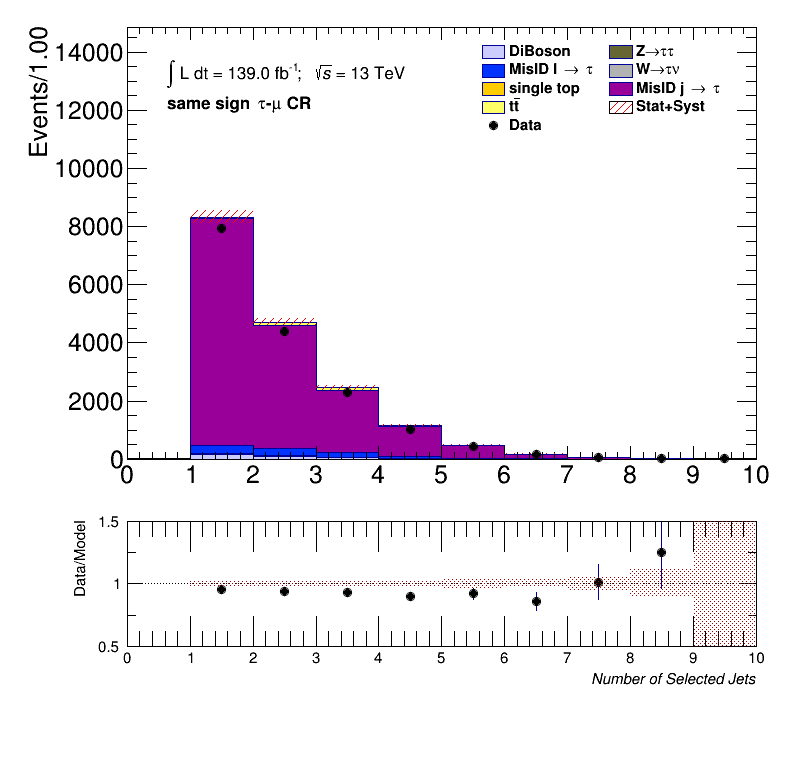 Events/1.00
14000
12000
10000
8000
6000
4000
2000
0
∫ L dt = 139.0 fb⁻¹; √s = 13 TeV
same sign τ-μ CR
DiBoson
MisID l → τ
single top
tt̄
Data
Z→ττ
W→τν
MisID j → τ
Stat+Syst
0 1 2 3 4 5 6 7 8 9 10
Data/Model
1.5
1
0.5
0 1 2 3 4 5 6 7 8 9 10
Number of Selected Jets